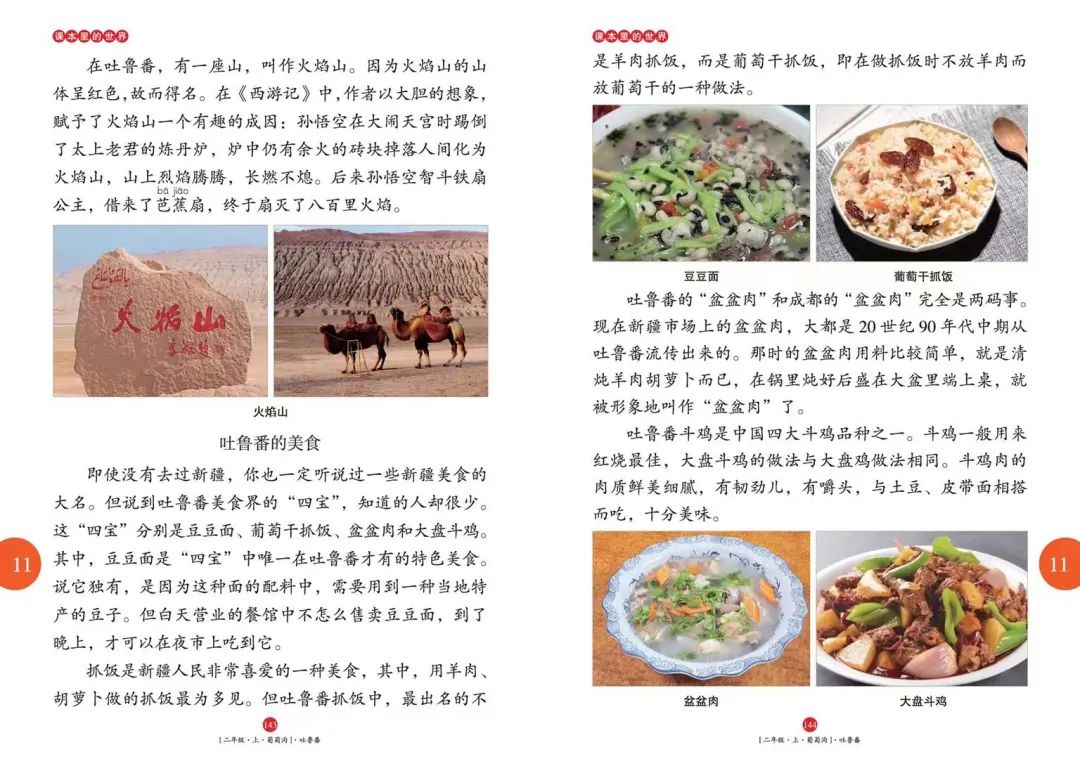 课本里的世界
在吐鲁番，有一座山，叫作火焰山。因为火焰山的山
体呈红色，故而得名。在《西游记》中，作者以大胆的想象，
赋予了火焰山一个有趣的成因：孙悟空在大闹天宫时踢倒
了太上老君的炼丹炉，炉中仍有余火的砖块掉落人间化为
火焰山，山上烈焰腾腾，长燃不熄。后来孙悟空智斗铁扇
bā jiāo
公主，借来了芭蕉扇，终于扇灭了八百里火焰。
火焰山
火焰山
吐鲁番的美食
即使没有去过新疆，你也一定听说过一些新疆美食的
大名。但说到吐鲁番美食界的“四宝”，知道的人却很少。
这“四宝”分别是豆豆面、葡萄干抓饭、盆盆肉和大盘斗鸡。
其中，豆豆面是“四宝”中唯一在吐鲁番才有的特色美食。
说它独有，是因为这种面的配料中，需要用到一种当地特
产的豆子。但白天营业的餐馆中不怎么售卖豆豆面，到了
晚上，才可以在夜市上吃到它。
抓饭是新疆人民非常喜爱的一种美食，其中，用羊肉、
胡萝卜做的抓饭最为多见。但吐鲁番抓饭中，最出名的不
11
143
[二年级·上·葡萄沟]·吐鲁番
课本里的世界
是羊肉抓饭，而是葡萄干抓饭，即在做抓饭时不放羊肉而
放葡萄干的一种做法。
豆豆面
葡萄干抓饭
吐鲁番的“盆盆肉”和成都的“盆盆肉”完全是两码事。
现在新疆市场上的盆盆肉，大都是20世纪90年代中期从
吐鲁番流传出来的。那时的盆盆肉用料比较简单，就是清
炖羊肉胡萝卜而已，在锅里炖好后盛在大盆里端上桌，就
被形象地叫作“盆盆肉”了。
吐鲁番斗鸡是中国四大斗鸡品种之一。斗鸡一般用来
红烧最佳，大盘斗鸡的做法与大盘鸡做法相同。斗鸡肉的
肉质鲜美细腻，有韧劲儿，有嚼头，与土豆、皮带面相搭
而吃，十分美味。
盆盆肉
大盘斗鸡
11
144
[二年级·上·葡萄沟]·吐鲁番